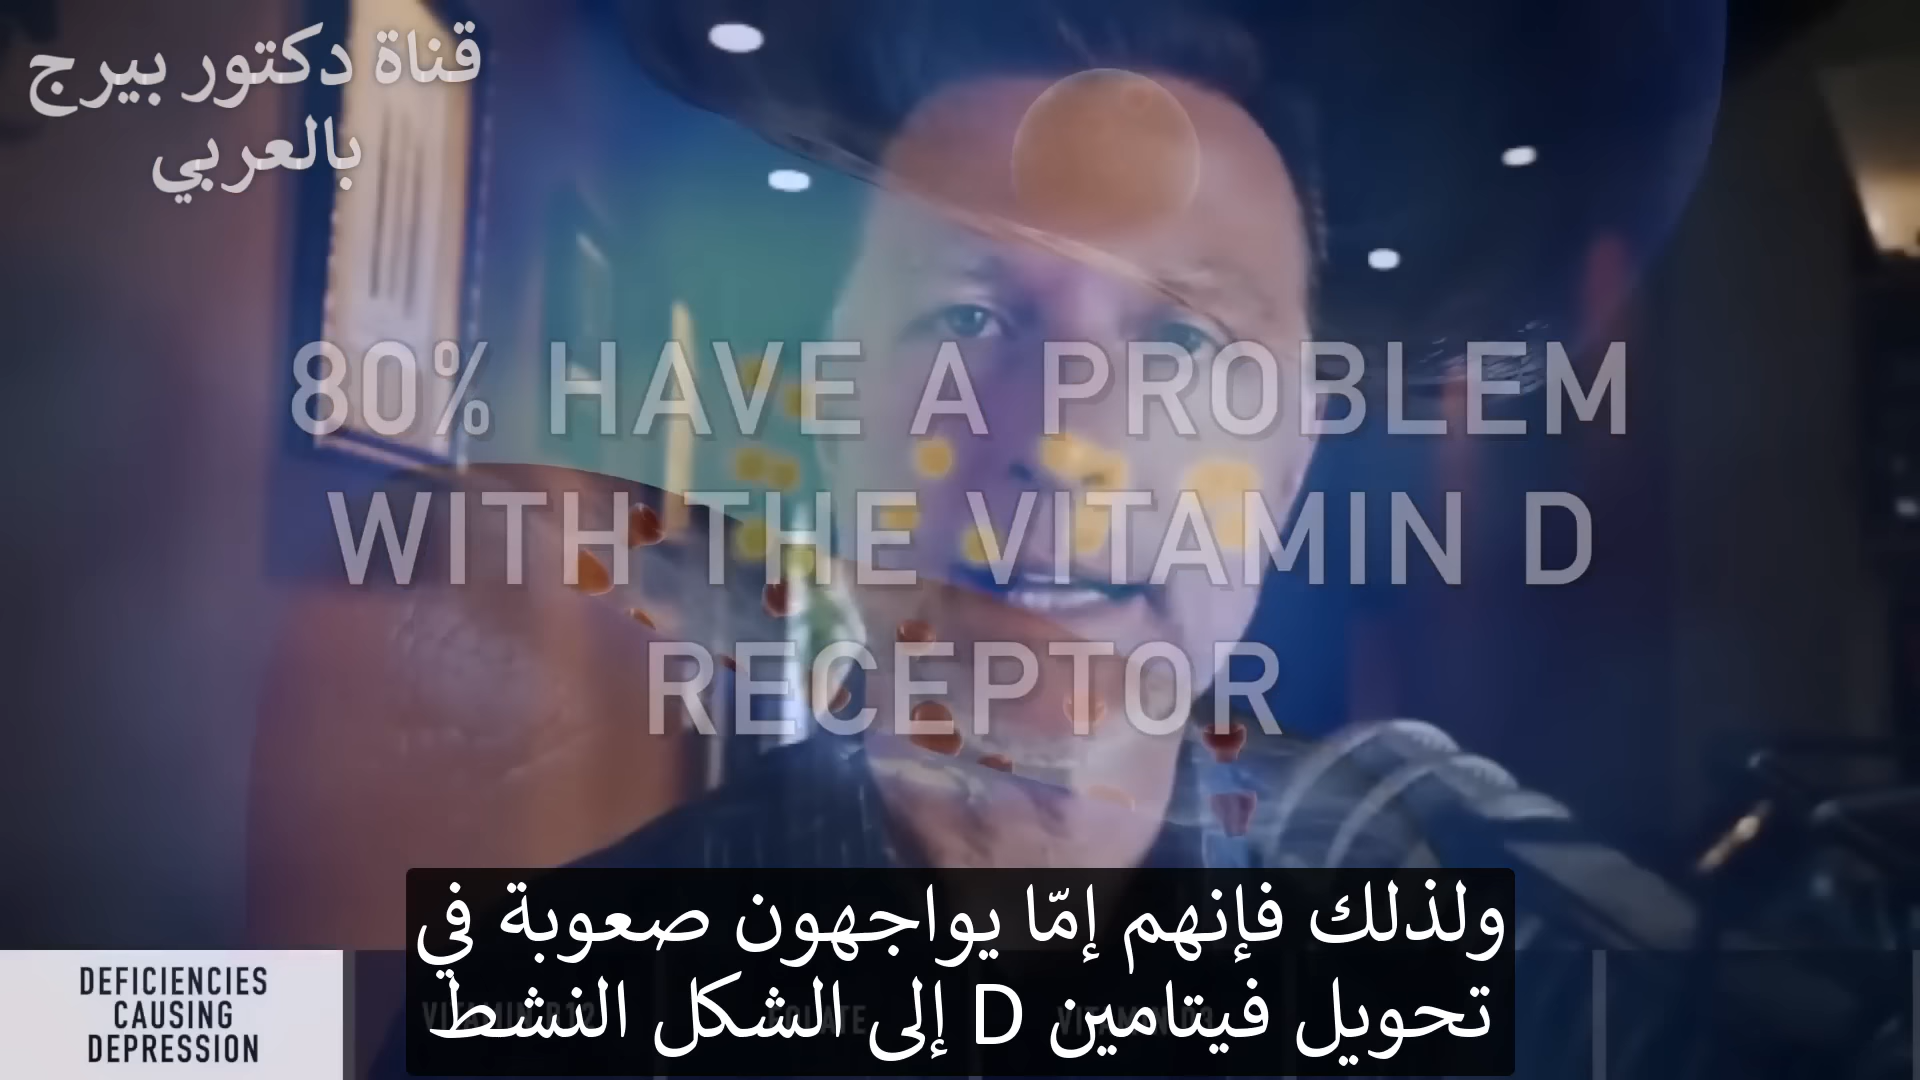 قناة دكتور بيرج
بالعربي
80% HAVE A PROBLEM
WITH THE VITAMIN D
RECEPTOR
ولذلك فإنهم إمّا يواجهون صعوبة في
تحويل فيتامين D إلى الشكل النشط
DEFICIENCIES
CAUSING
DEPRESSION